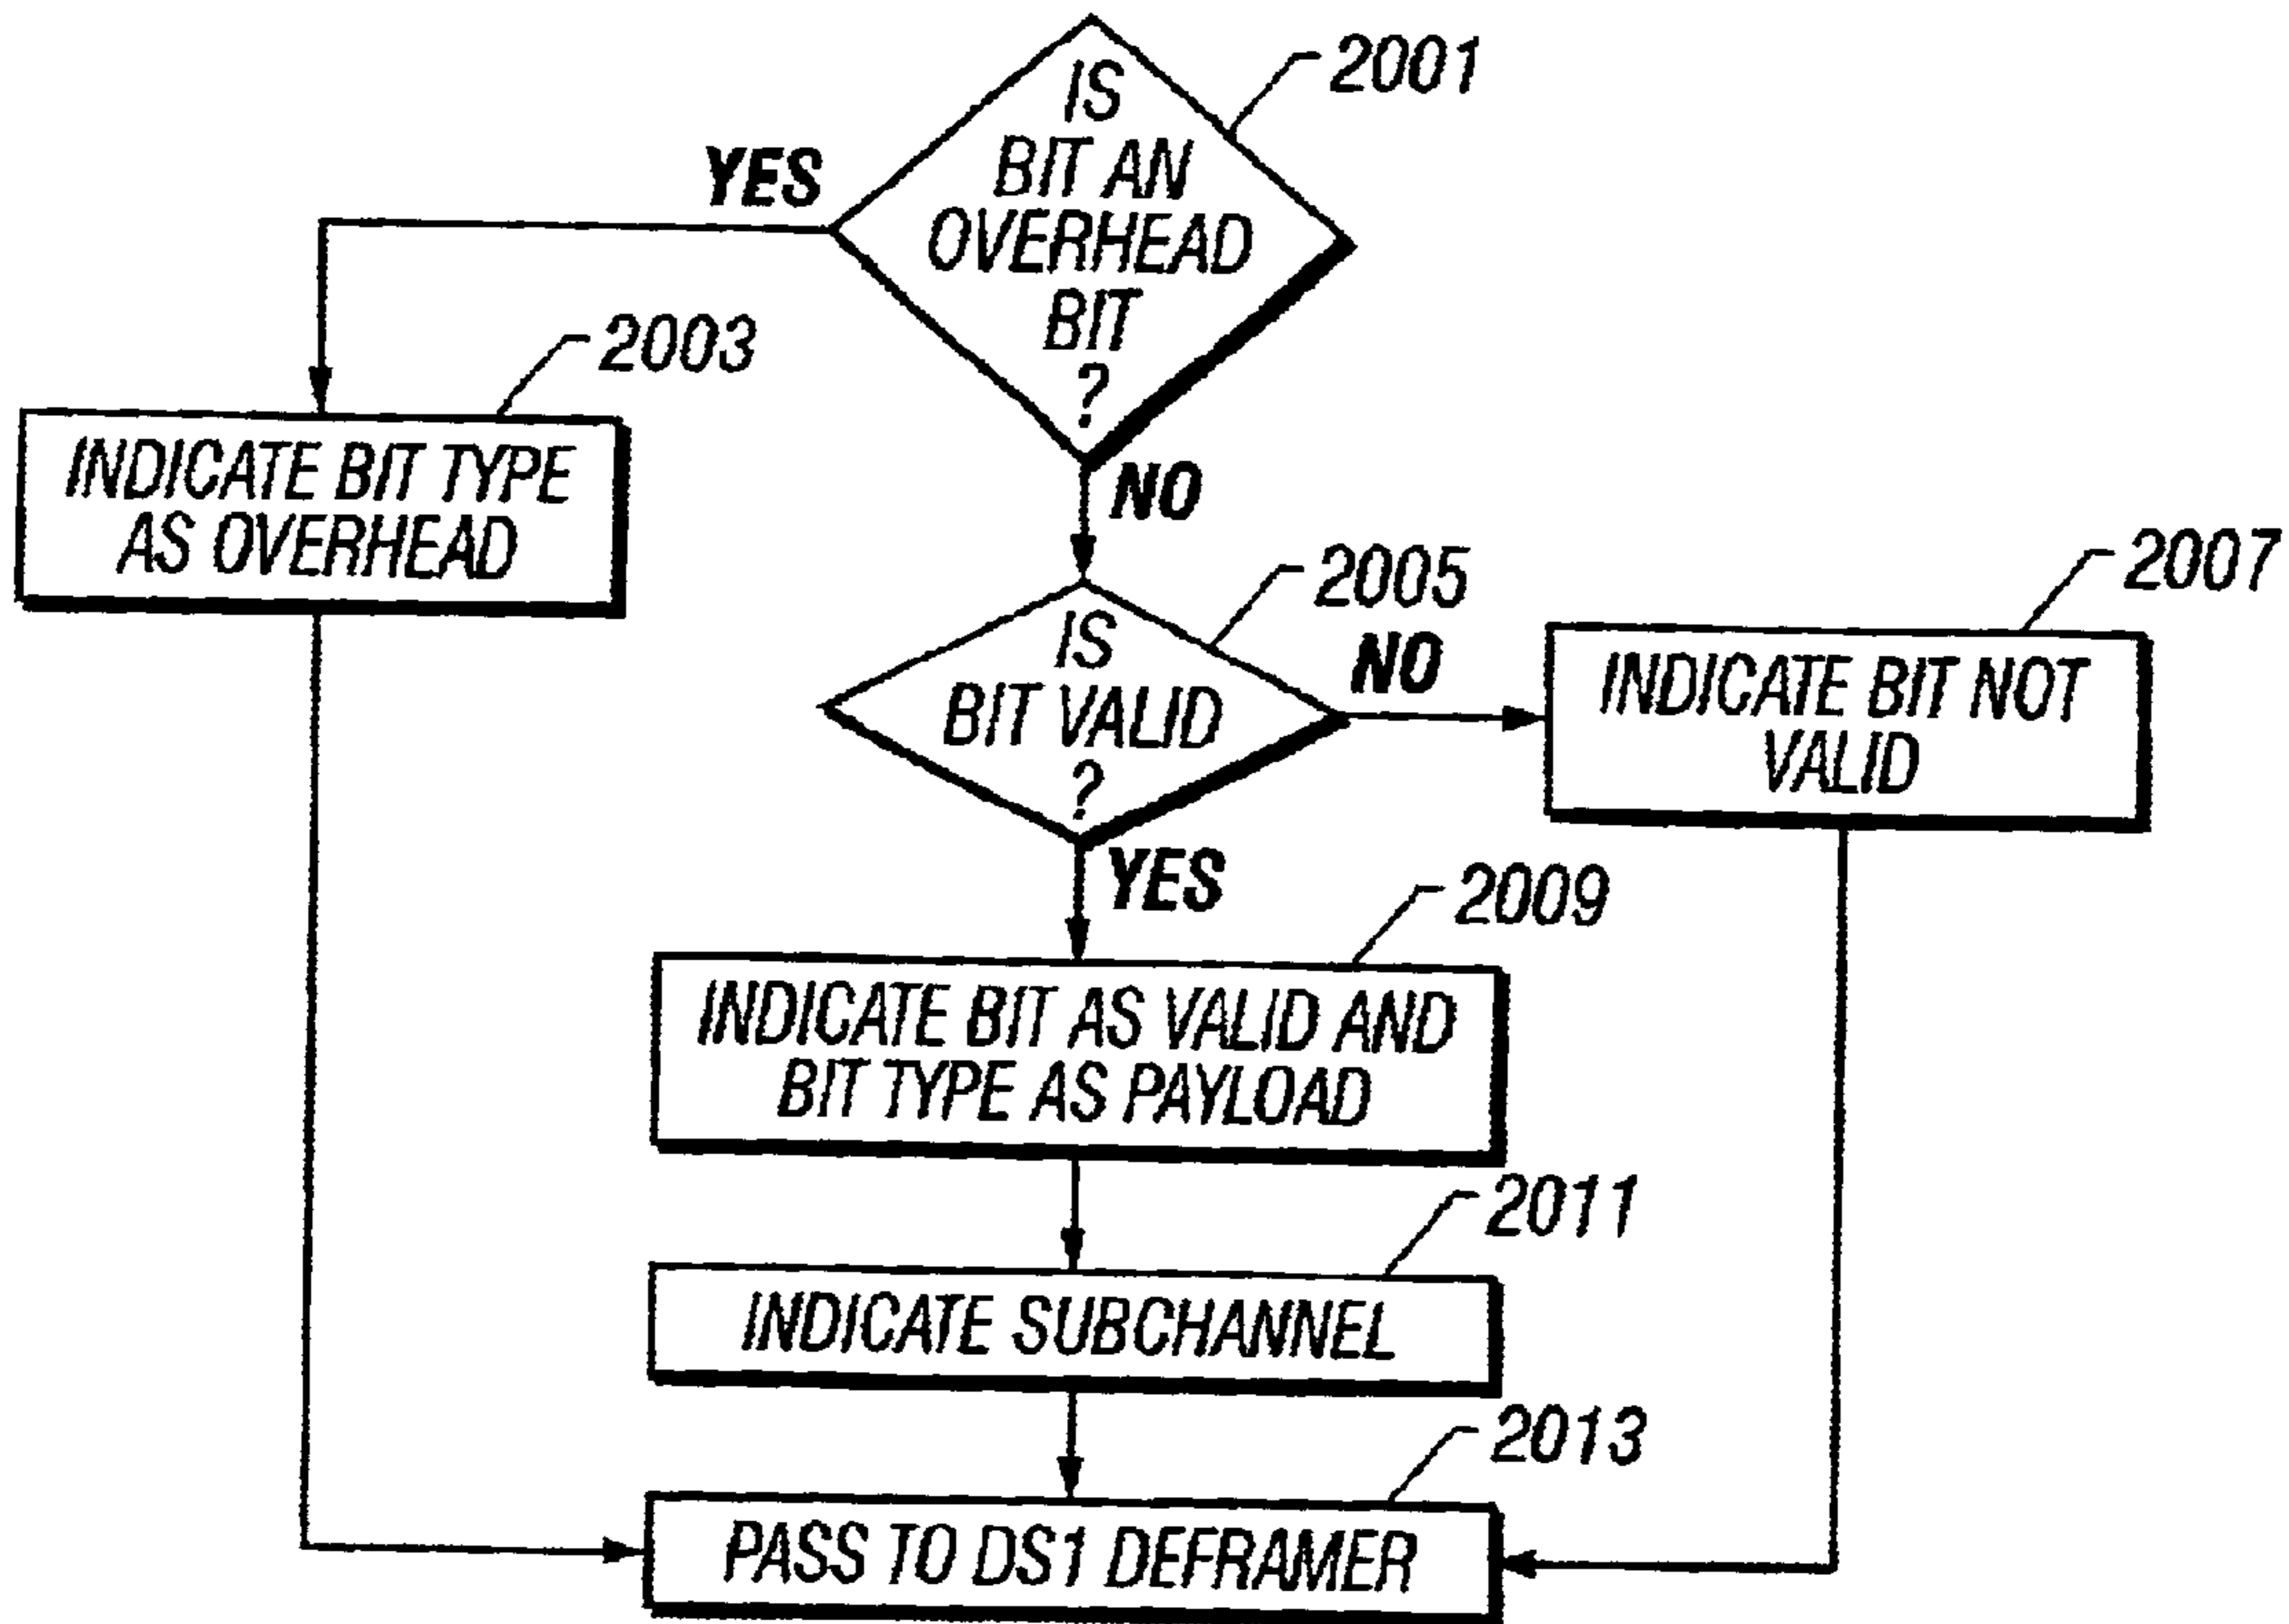 IS
BIT AN
OVERHEAD
BIT
?
2001
YES
NO
2003
INDICATE BIT TYPE
AS OVERHEAD
2005
IS
BIT VALID
?
NO
YES
2007
INDICATE BIT NOT
VALID
2009
INDICATE BIT AS VALID AND
BIT TYPE AS PAYLOAD
2011
INDICATE SUBCHANNEL
2013
PASS TO DS1 DEFRAMER